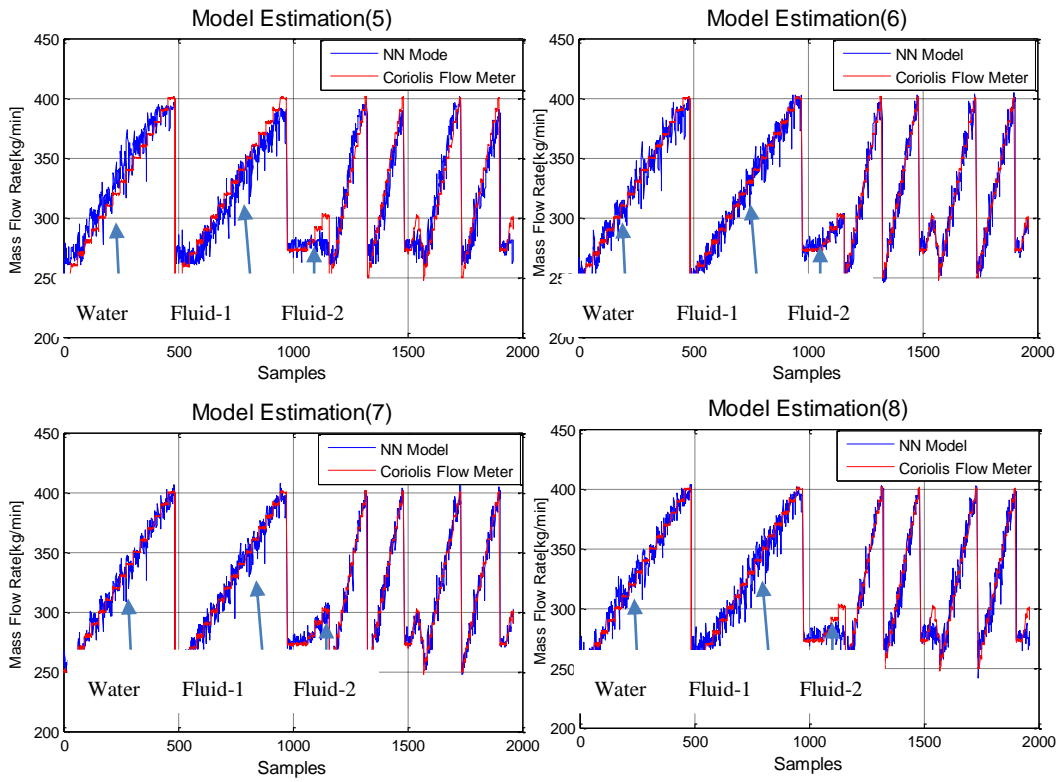 Model Estimation(5)
450
400
350
300
250
200
Mass Flow Rate[kg/min]
NN Mode
Coriolis Flow Meter
Water
Fluid-1
Fluid-2
0
500
1000
1500
2000
Samples
Model Estimation(6)
450
400
350
300
250
200
Mass Flow Rate[kg/min]
NN Model
Coriolis Flow Meter
Water
Fluid-1
Fluid-2
0
500
1000
1500
2000
Samples
Model Estimation(7)
450
400
350
300
250
200
Mass Flow Rate[kg/min]
NN Model
Coriolis Flow Meter
Water
Fluid-1
Fluid-2
0
500
1000
1500
2000
Samples
Model Estimation(8)
450
400
350
300
250
200
Mass Flow Rate[kg/min]
NN Model
Coriolis Flow Meter
Water
Fluid-1
Fluid-2
0
500
1000
1500
2000
Samples